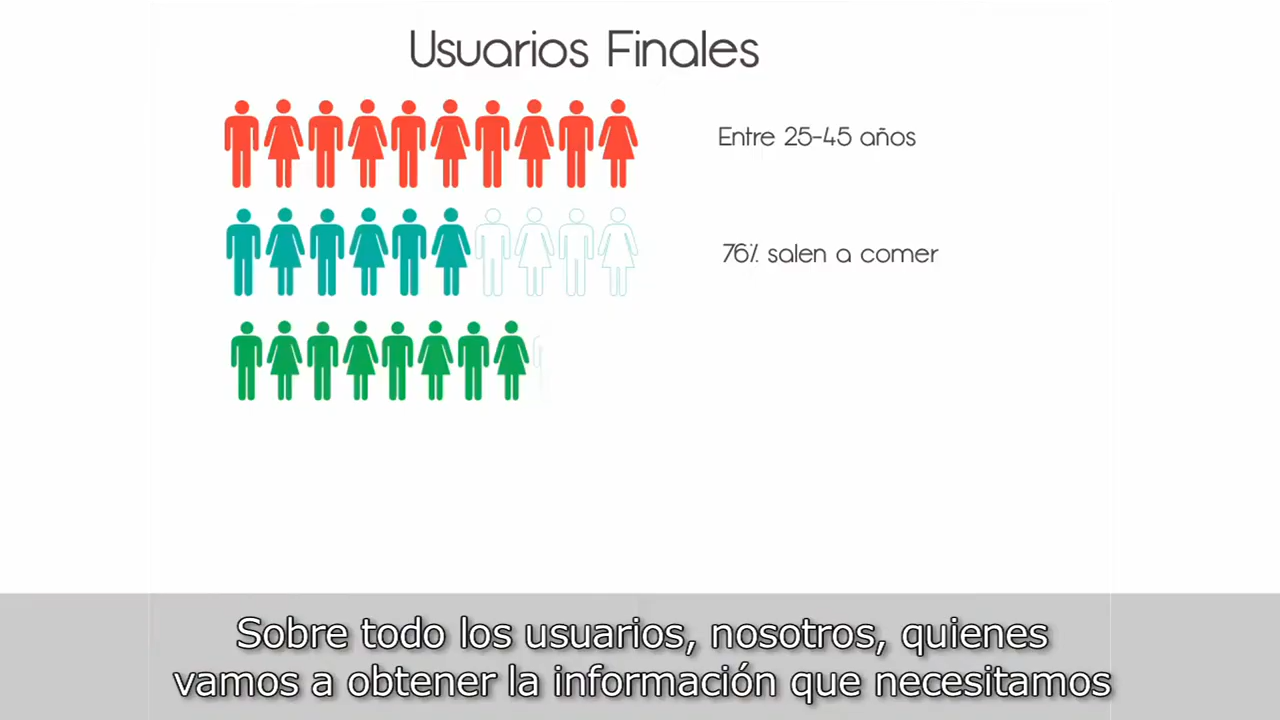 Usuarios Finales
Entre 25-45 años
76% salen a comer
Sobre todo los usuarios, nosotros, quienes
vamos a obtener la información que necesitamos